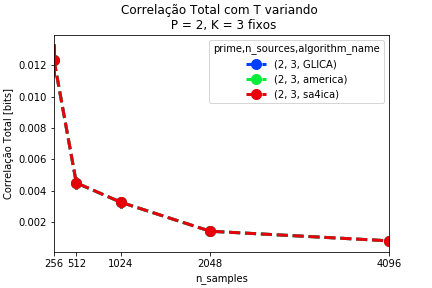 Correlação Total com T variando
P = 2, K = 3 fixos
Correlação Total [bits]
0.012
0.010
0.008
0.006
0.004
0.002
prime,n_sources,algorithm_name
(2, 3, GLICA)
(2, 3, america)
(2, 3, sa4ica)
256 512 1024 2048 4096
n_samples